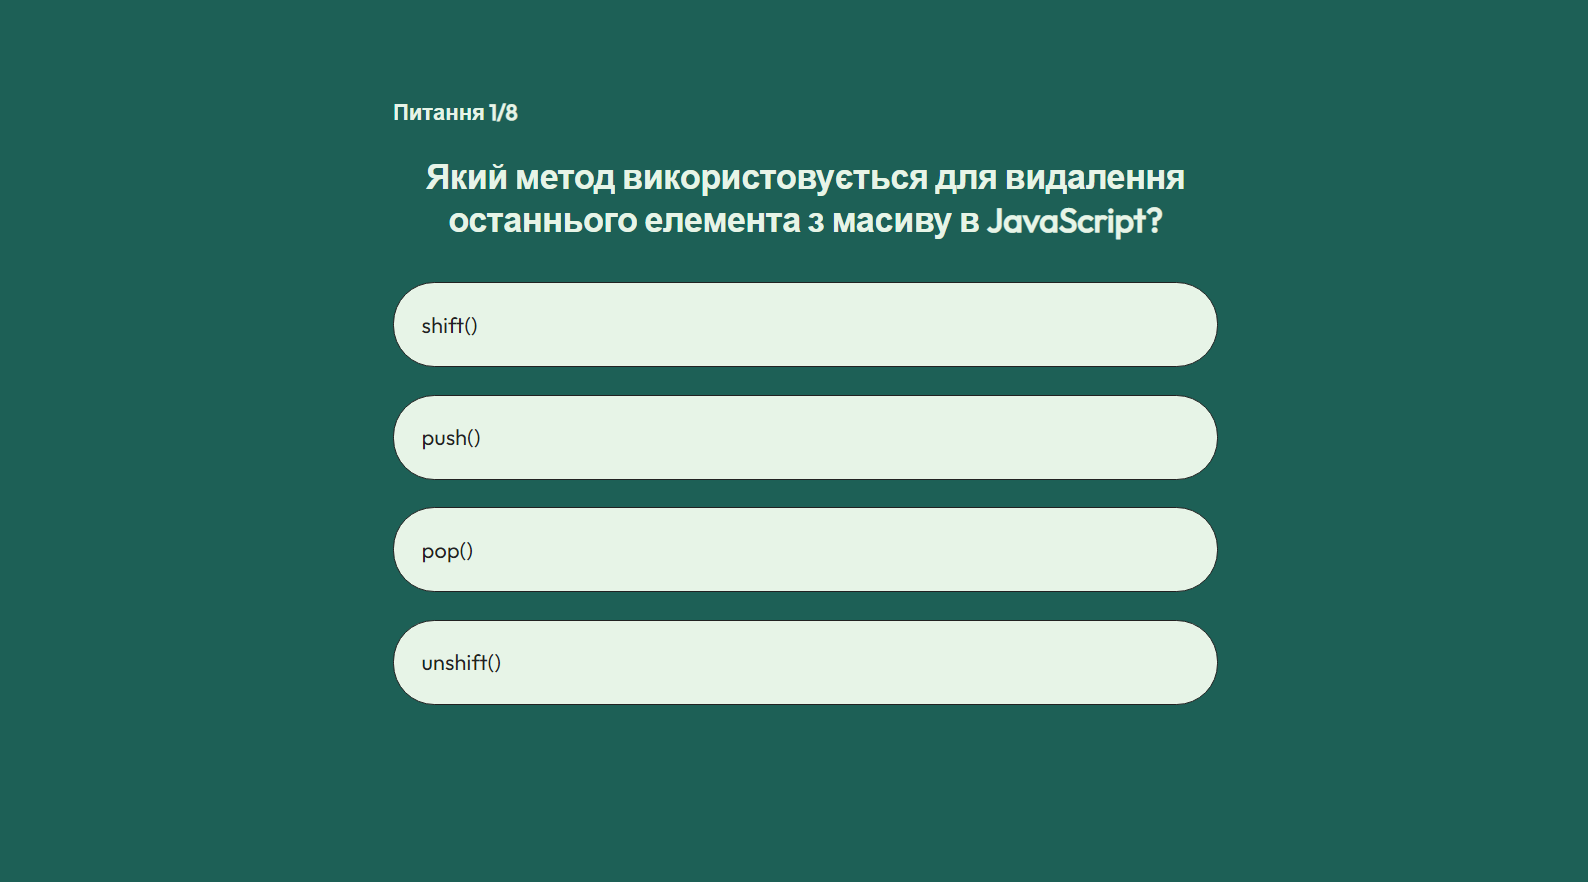 Питання 1/8
Який метод використовується для видалення
останнього елемента з масиву в JavaScript?
shift()
push()
pop()
unshift()